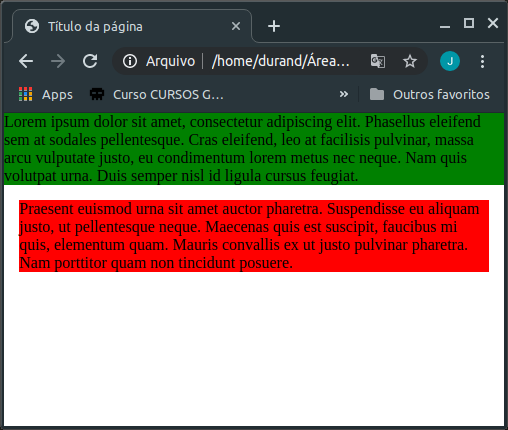 Título da página
Arquivo | /home/durand/Área...
J
Apps
Curso CURSOS G...
»
Outros favoritos
Lorem ipsum dolor sit amet, consectetur adipiscing elit. Phasellus eleifend
sem at sodales pellentesque. Cras eleifend, leo at facilisis pulvinar, massa
arcu vulputate justo, eu condimentum lorem metus nec neque. Nam quis
volutpat urna. Duis semper nisl id ligula cursus feugiat.
Praesent euismod urna sit amet auctor pharetra. Suspendisse eu aliquam
justo, ut pellentesque neque. Maecenas quis est suscipit, faucibus mi
quis, elementum quam. Mauris convallis ex ut justo pulvinar pharetra.
Nam porttitor quam non tincidunt posuere.